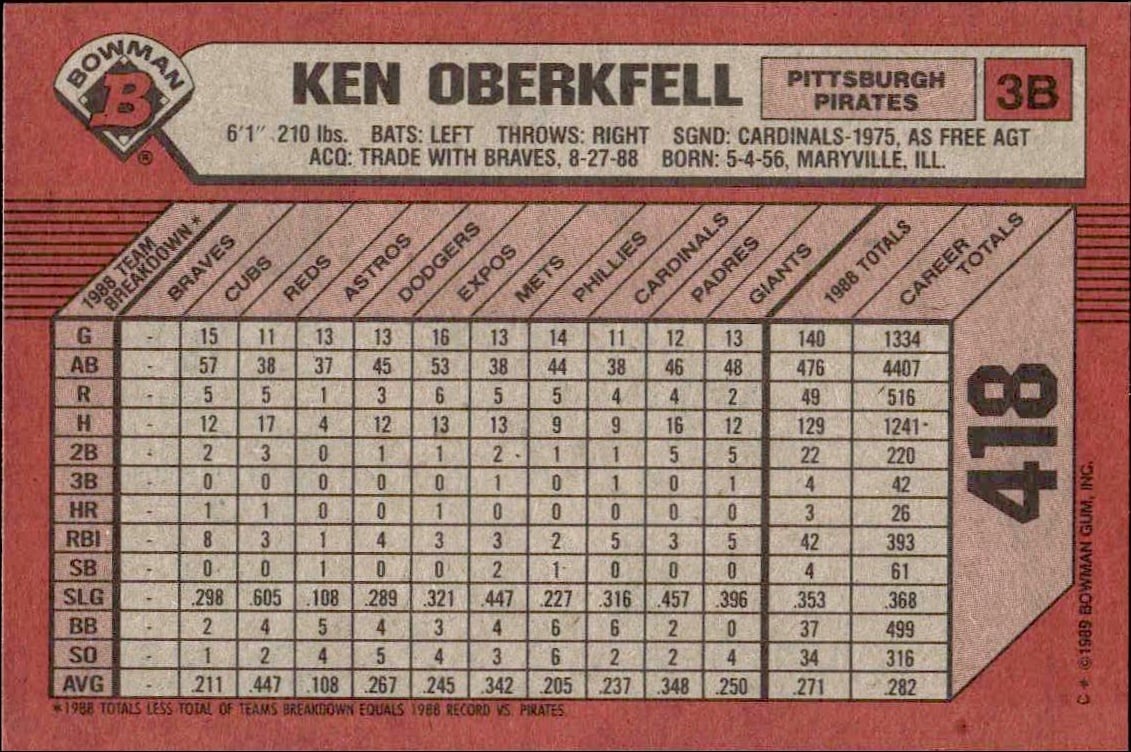 BOWMAN
B
®
KEN OBERKFELL
PITTSBURGH
PIRATES
3B
6'1" 210 lbs. BATS: LEFT THROWS: RIGHT SGND: CARDINALS-1975, AS FREE AGT
ACQ: TRADE WITH BRAVES, 8-27-88 BORN: 5-4-56, MARYVILLE, ILL.
1988 TEAM BREAKDOWN* BRAVES CUBS REDS ASTROS DODGERS EXPOS METS PHILLIES CARDINALS PADRES GIANTS 1988 TOTALS CAREER TOTALS
G - 15 11 13 13 16 13 14 11 12 13 140 1334
AB - 57 38 37 45 53 38 44 38 46 48 476 4407
R - 5 5 1 3 6 5 5 4 4 2 49 516
H - 12 17 4 12 13 13 9 9 16 12 129 1241
2B - 2 3 0 1 1 2 1 1 5 5 22 220
3B - 0 0 0 0 0 1 0 1 0 1 4 42
HR - 1 1 0 0 1 0 0 0 0 0 3 26
RBI - 8 3 1 4 3 3 2 5 3 5 42 393
SB - 0 0 1 0 0 2 1 0 0 0 4 61
SLG - .298 .605 .108 .289 .321 .447 .227 .316 .457 .396 .353 .368
BB - 2 4 5 4 3 4 6 6 2 0 37 499
SO - 1 2 4 5 4 3 6 2 2 4 34 316
AVG - .211 .447 .108 .267 .245 .342 .205 .237 .348 .250 .271 .282
*1988 TOTALS LESS TOTAL OF TEAMS BREAKDOWN EQUALS 1988 RECORD VS. PIRATES
418
C* ©1989 BOWMAN GUM, INC.